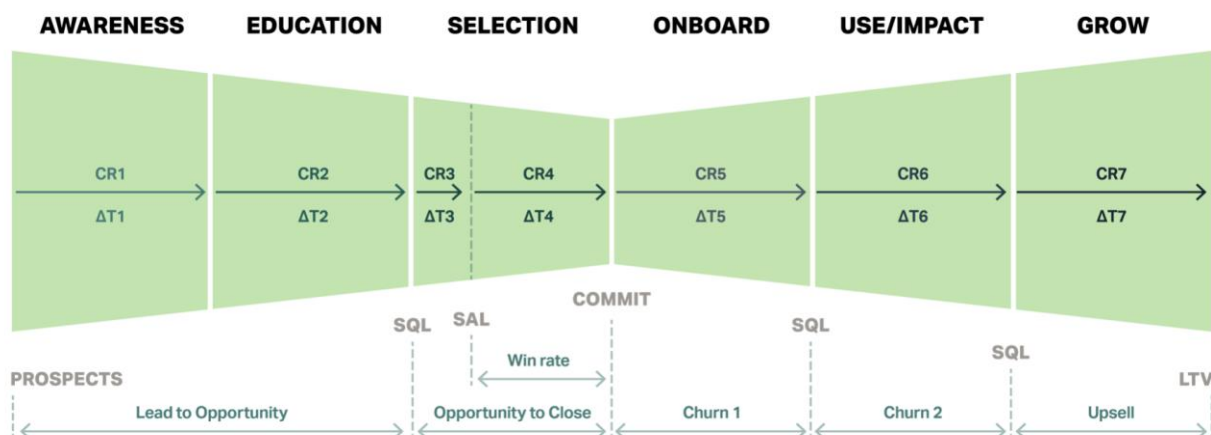 AWARENESS EDUCATION SELECTION ONBOARD USE/IMPACT GROW
CR1 CR2 CR3 CR4 CR5 CR6 CR7
ΔT1 ΔT2 ΔT3 ΔT4 ΔT5 ΔT6 ΔT7
COMMIT
SQL SAL SQL
SQL
Win rate
PROSPECTS LTV
Lead to Opportunity Opportunity to Close Churn 1 Churn 2 Upsell